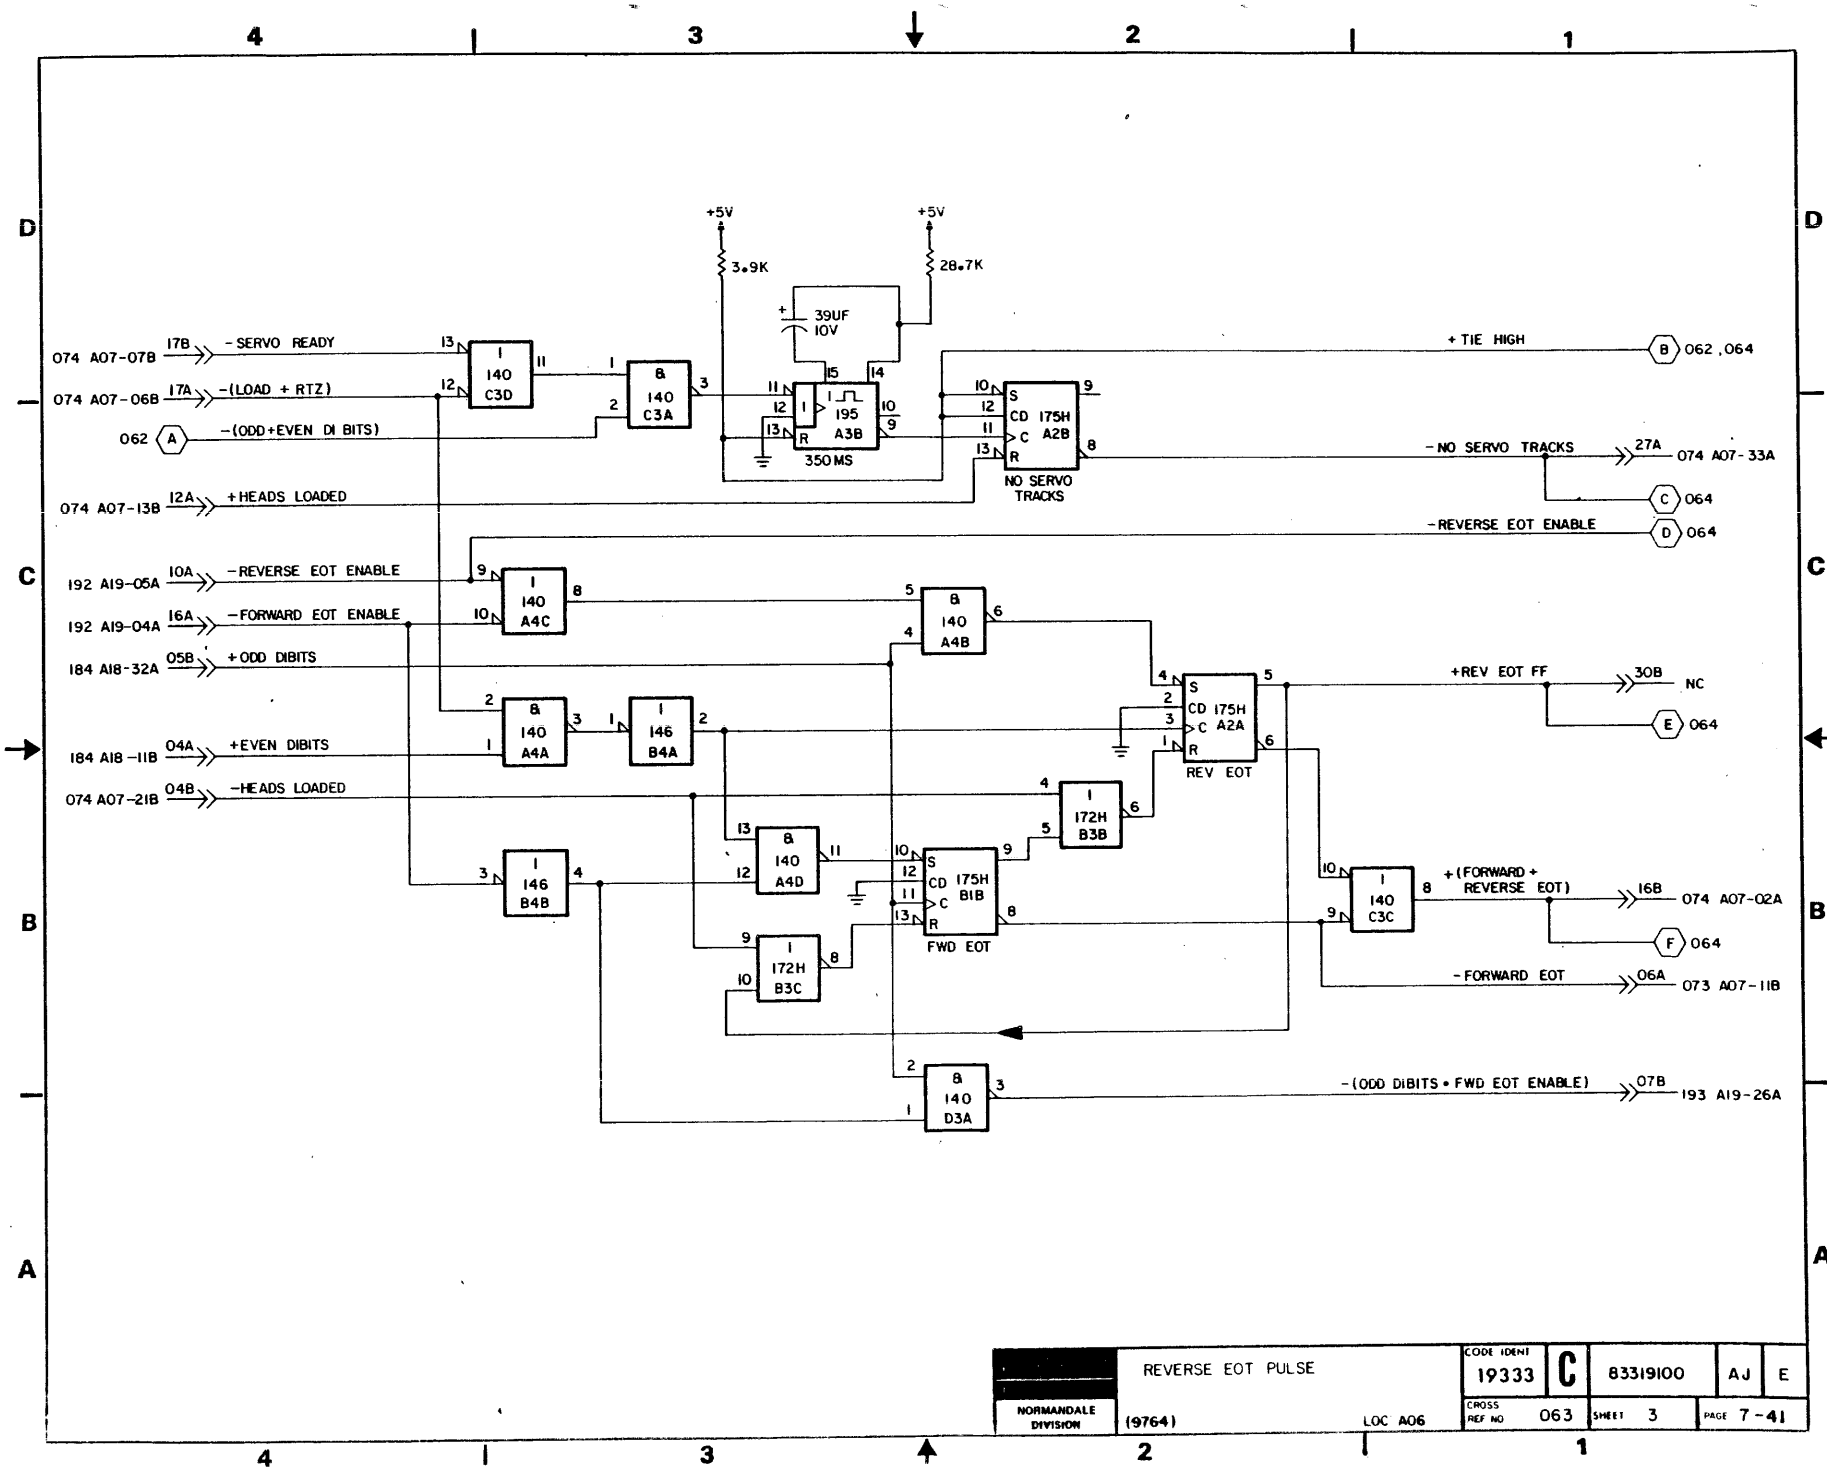 4 3 2 1
D D
+5V +5V
3.9K 28.7K
+ 39UF
10V
074 A07-07B 17B -SERVO READY 13 1 140 C3D 11
074 A07-06B 17A -(LOAD + RTZ) 12
062 A -(ODD+EVEN DI BITS)
1 2 & 140 C3A 3
15 14
11 12 13 1 1 195 R A3B 10 9
350MS
10 S 9
12 CD 175H
11 C A2B
13 R 8
NO SERVO
TRACKS
+TIE HIGH B 062,064
-NO SERVO TRACKS 27A 074 A07-33A
C 064
074 A07-13B 12A +HEADS LOADED
-REVERSE EOT ENABLE D 064
C C
192 A19-05A 10A -REVERSE EOT ENABLE 9 1 140 A4C 8
192 A19-04A 16A -FORWARD EOT ENABLE 10
184 A18-32A 05B +ODD DIBITS
5 4 & 140 A4B 6
4 S 5
2 CD 175H
3 C A2A
1 R 6
REV EOT
+REV EOT FF 30B NC
E 064
2 1 & 140 A4A 3
1 1 146 B4A 2
184 A18-11B 04A +EVEN DIBITS
074 A07-21B 04B -HEADS LOADED
4 5 1 172H B3B 6
13 12 & 140 A4D 11
3 1 146 B4B 4
10 S 9
12 CD 175H
11 C B1B
13 R 8
FWD EOT
B B
10 9 1 140 C3C 8
+(FORWARD +
REVERSE EOT) 16B 074 A07-02A
F 064
9 10 1 172H B3C 8
-FORWARD EOT 06A 073 A07-11B
2 1 & 140 D3A 3
-(ODD DIBITS • FWD EOT ENABLE) 07B 193 A19-26A
A A
REVERSE EOT PULSE
CODE IDENT
19333 C 83319100 AJ E
NORMANDALE
DIVISION
(9764) LOC A06
CROSS
REF NO 063 SHEET 3 PAGE 7-41
4 3 2 1